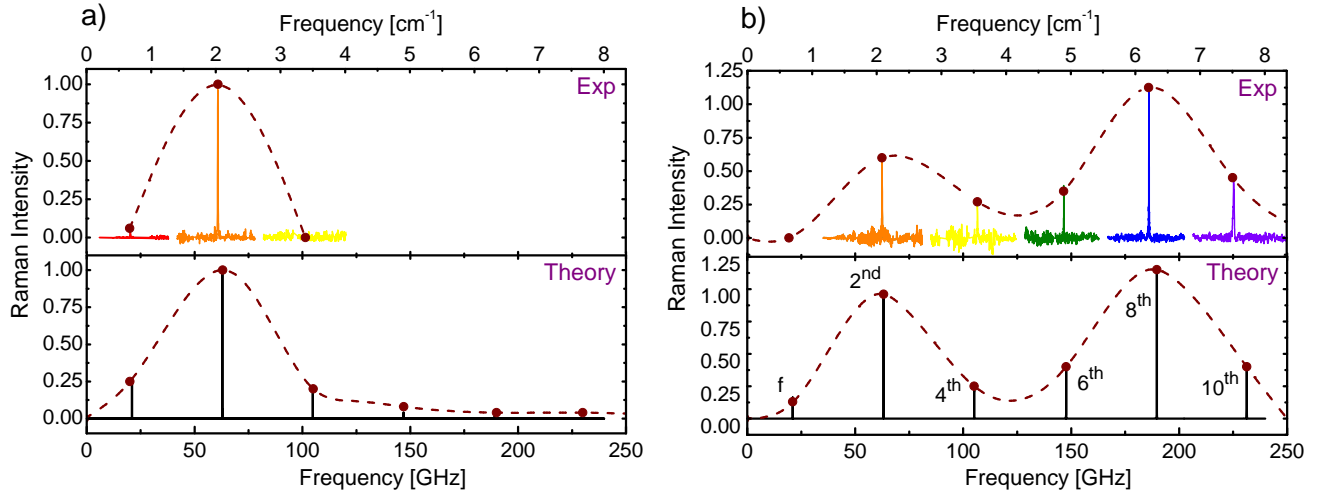 a)
Frequency [cm⁻¹]
0 1 2 3 4 5 6 7 8
Exp
1.00
0.75
0.50
0.25
0.00
Raman Intensity
Theory
1.00
0.75
0.50
0.25
0.00
0 50 100 150 200 250
Frequency [GHz]
b)
Frequency [cm⁻¹]
0 1 2 3 4 5 6 7 8
Exp
1.25
1.00
0.75
0.50
0.25
0.00
Raman Intensity
Theory
1.25
1.00
0.75
0.50
0.25
0.00
f
2ⁿᵈ
4ᵗʰ
6ᵗʰ
8ᵗʰ
10ᵗʰ
0 50 100 150 200 250
Frequency [GHz]